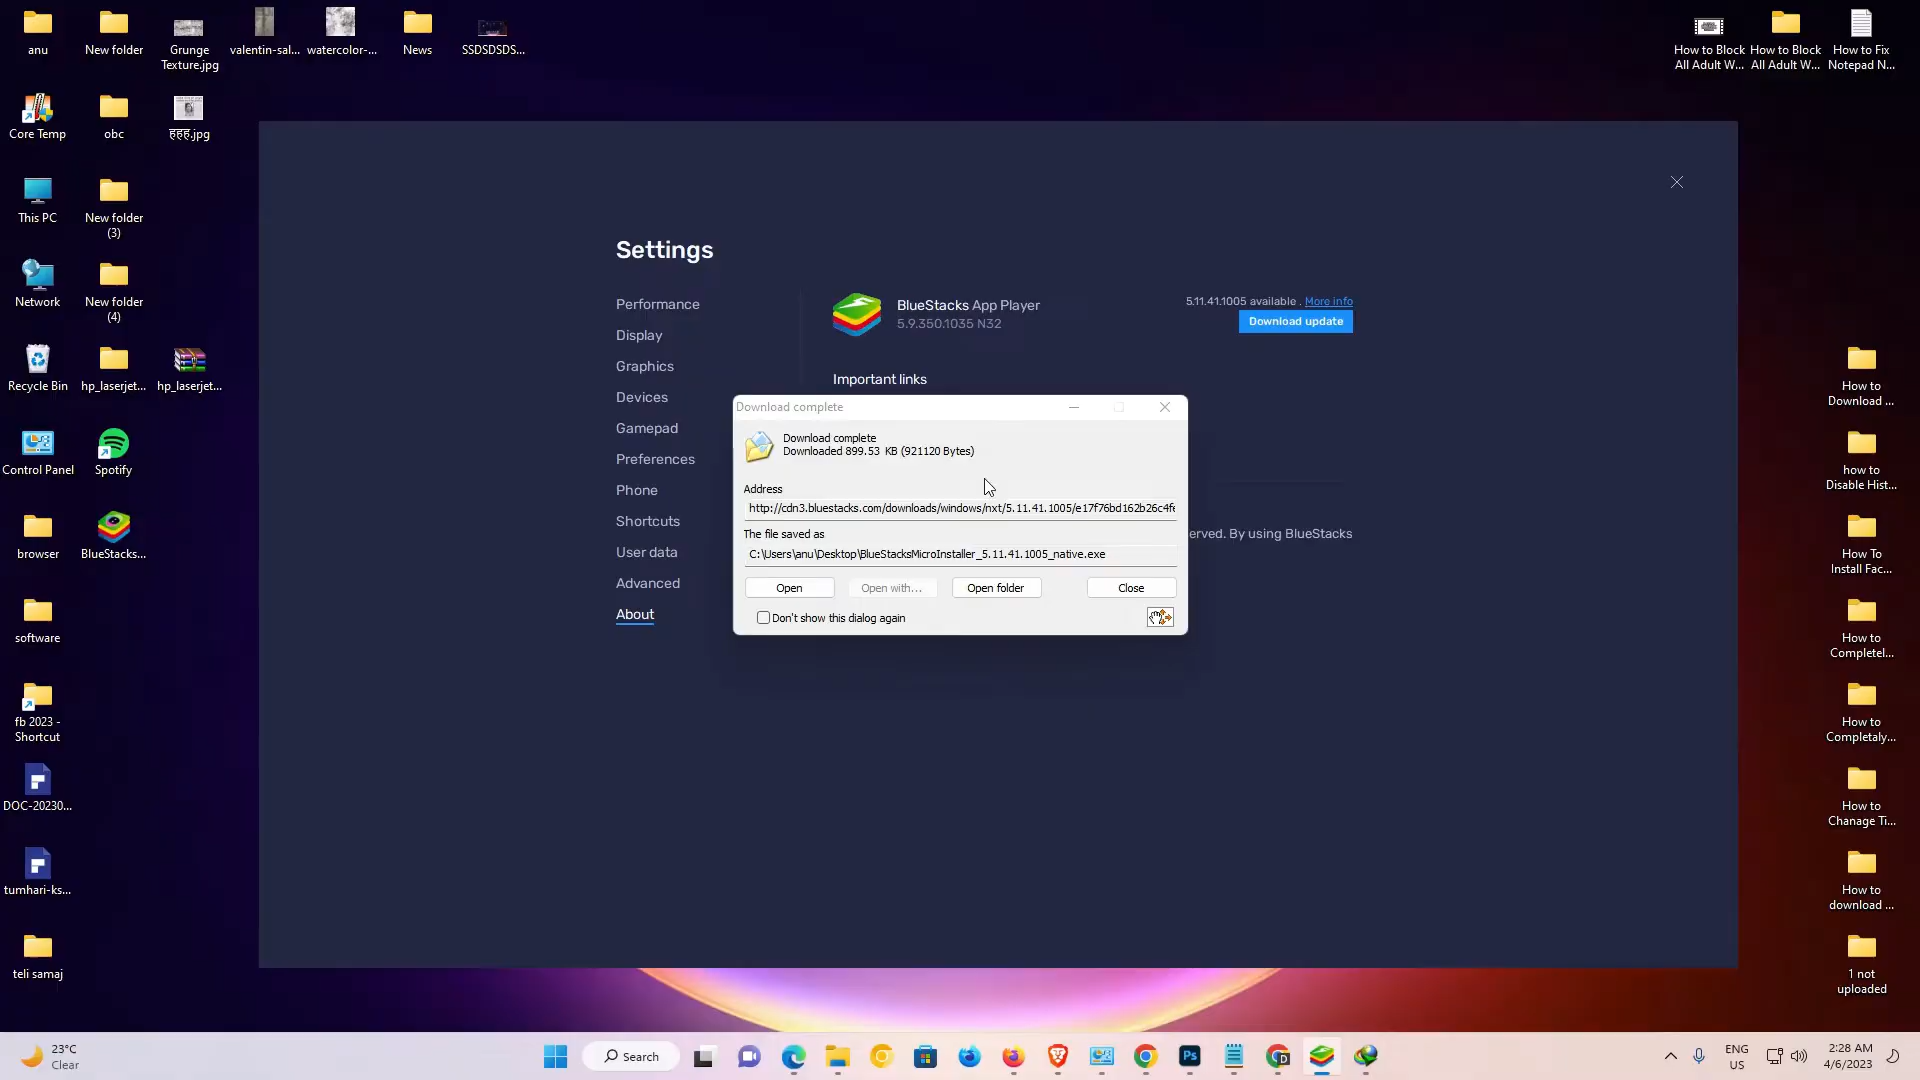 anu
New folder
Grunge
Texture.jpg
valentin-sal...
watercolor-...
News
SSDSDSDS...
How to Block
All Adult W...
How to Block
All Adult W...
How to Fix
Notepad N...
Core Temp
obc
हहह.jpg
This PC
New folder
(3)
Network
New folder
(4)
Recycle Bin
hp_laserjet...
hp_laserjet...
Control Panel
Spotify
browser
BlueStacks...
software
fb 2023 -
Shortcut
DOC-20230...
tumhari-ks...
teli samaj
Settings
Performance
Display
Graphics
Devices
Gamepad
Preferences
Phone
Shortcuts
User data
Advanced
About
BlueStacks App Player
5.9.350.1035 N32
5.11.41.1005 available . More info
Download update
Important links
erved. By using BlueStacks
Download complete
Download complete
Downloaded 899.53 KB (921120 Bytes)
Address
http://cdn3.bluestacks.com/downloads/windows/nxt/5.11.41.1005/e17f76bd162b26c4fe
The file saved as
C:\Users\anu\Desktop\BlueStacksMicroInstaller_5.11.41.1005_native.exe
Open
Open with...
Open folder
Close
Don't show this dialog again
How to
Download ...
how to
Disable Hist...
How To
Install Fac...
How to
Completel...
How to
Completaly...
How to
Chanage Ti...
How to
download ...
1 not
uploaded
23°C
Clear
Search
Ps
D
ENG
US
2:28 AM
4/6/2023